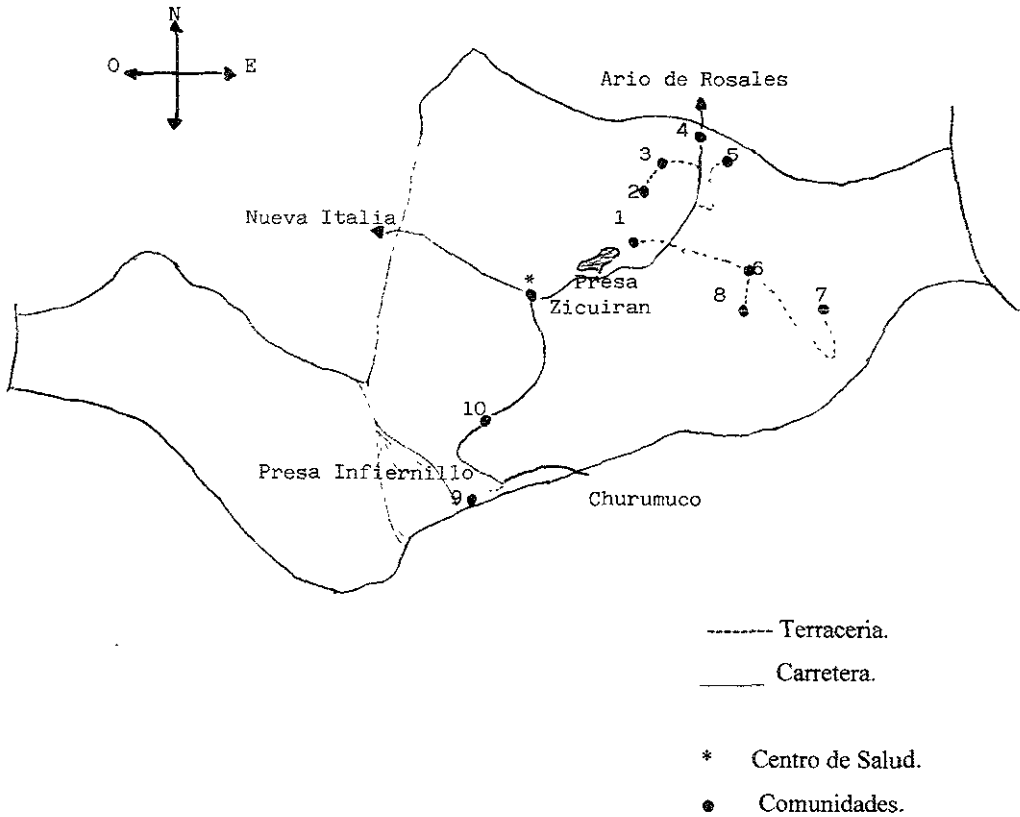 N
O E
Ario de Rosales
4
3 5
2
1
Nueva Italia
6
*
Presa
Zicuiran
8 7
10
Presa Infiernillo
9
Churumuco
Terraceria.
Carretera.
* Centro de Salud.
Comunidades.